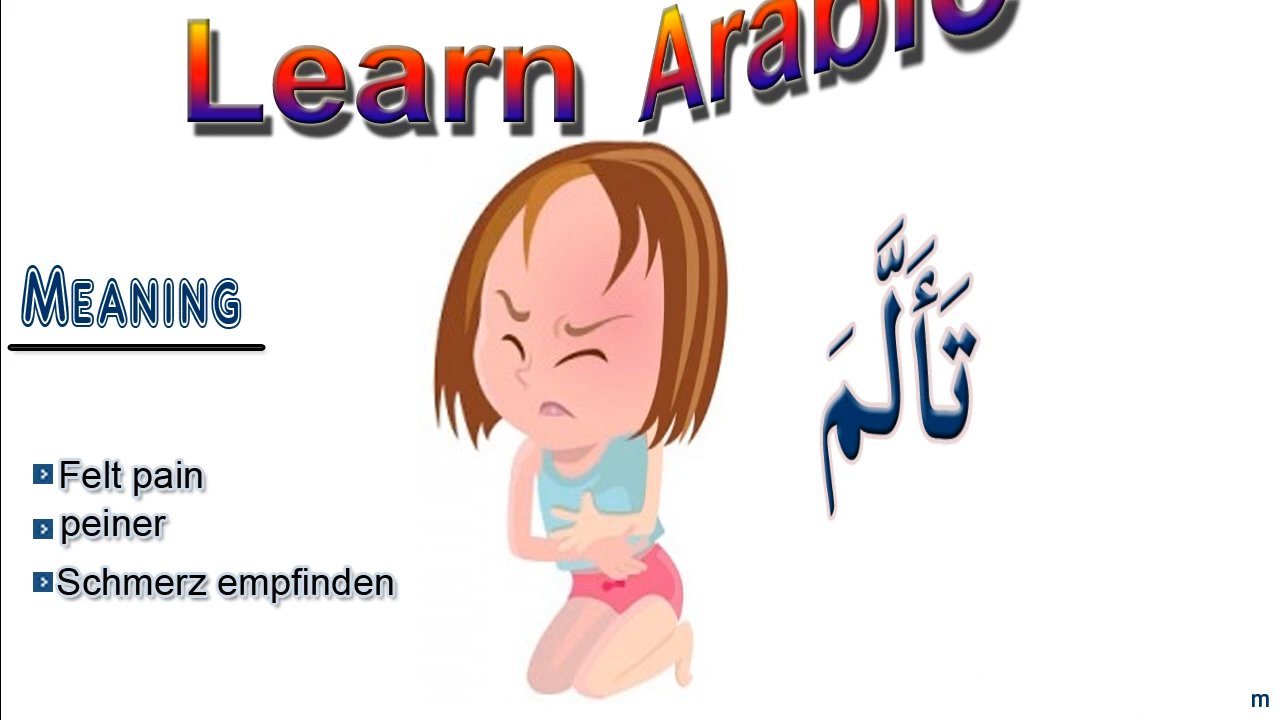 Learn Arabic
MEANING
تَأَلَّمَ
Felt pain
peiner
Schmerz empfinden
m